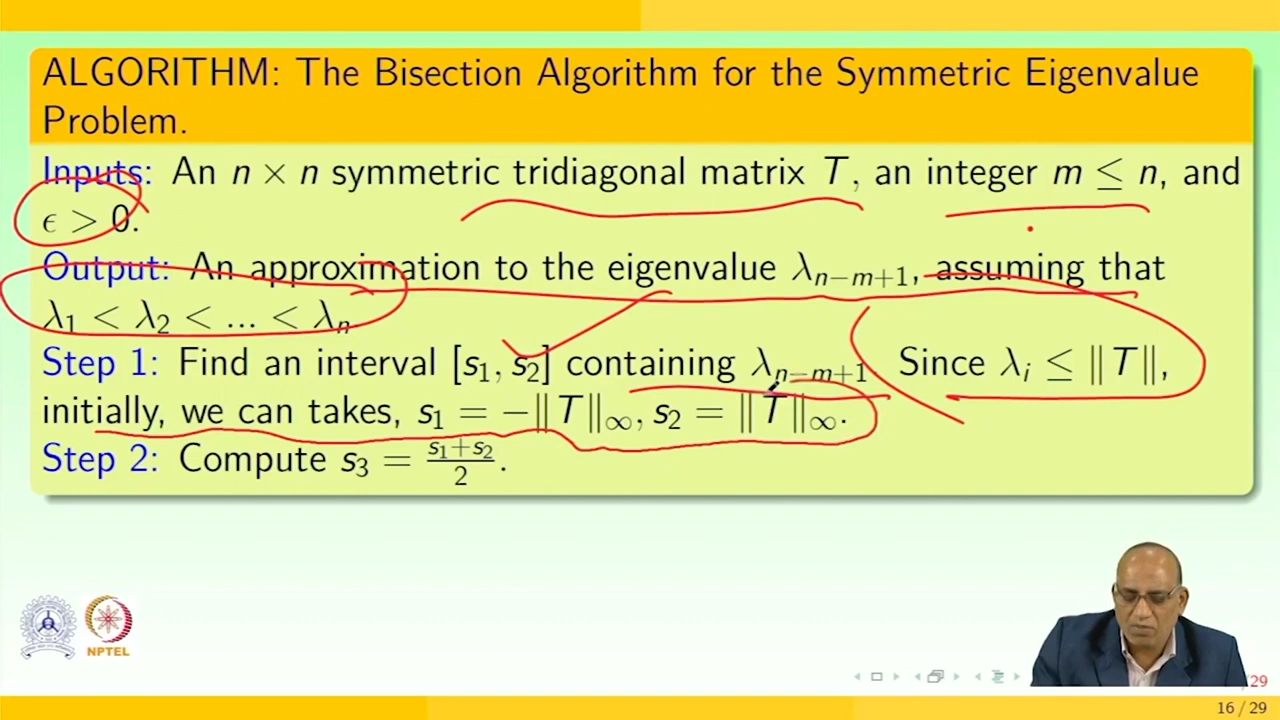 ALGORITHM: The Bisection Algorithm for the Symmetric Eigenvalue
Problem.
Inputs: An n × n symmetric tridiagonal matrix T, an integer m ≤ n, and
ϵ > 0.
Output: An approximation to the eigenvalue λ_{n−m+1}, assuming that
λ₁ < λ₂ < ... < λₙ.
Step 1: Find an interval [s₁, s₂] containing λ_{n−m+1} Since λᵢ ≤ ‖T‖,
initially, we can takes, s₁ = −‖T‖_∞, s₂ = ‖T‖_∞.
Step 2: Compute s₃ = (s₁+s₂)/2.
NPTEL
/29
16 / 29